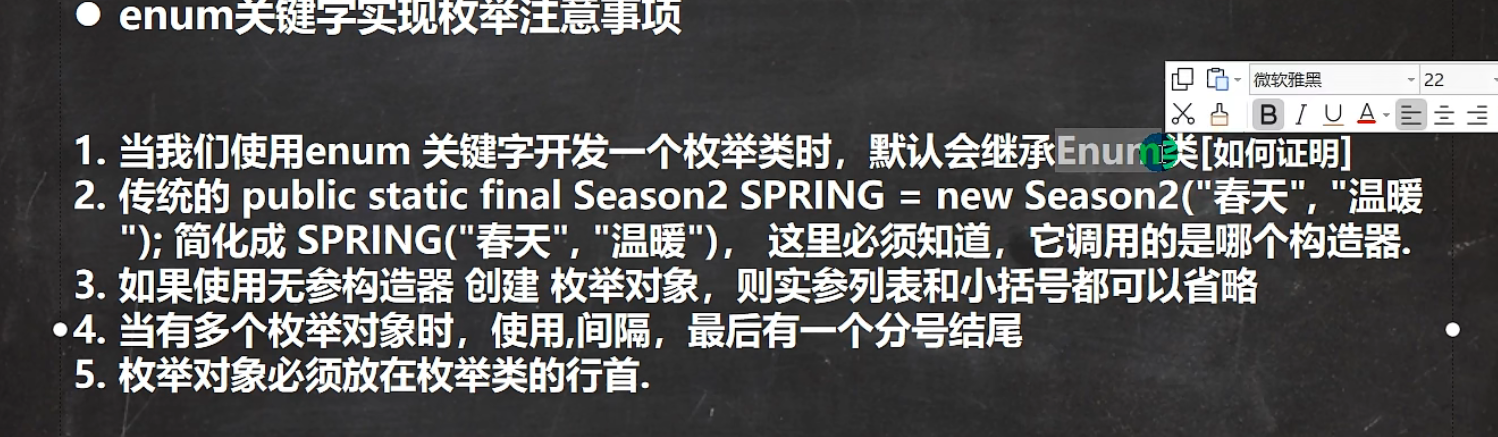 ● enum关键字实现枚举注意事项
微软雅黑 22
B I U A
1. 当我们使用enum 关键字开发一个枚举类时，默认会继承Enum类[如何证明]
2. 传统的 public static final Season2 SPRING = new Season2("春天", "温暖
"); 简化成 SPRING("春天", "温暖")， 这里必须知道，它调用的是哪个构造器.
3. 如果使用无参构造器 创建 枚举对象，则实参列表和小括号都可以省略
4. 当有多个枚举对象时，使用,间隔，最后有一个分号结尾
5. 枚举对象必须放在枚举类的行首.